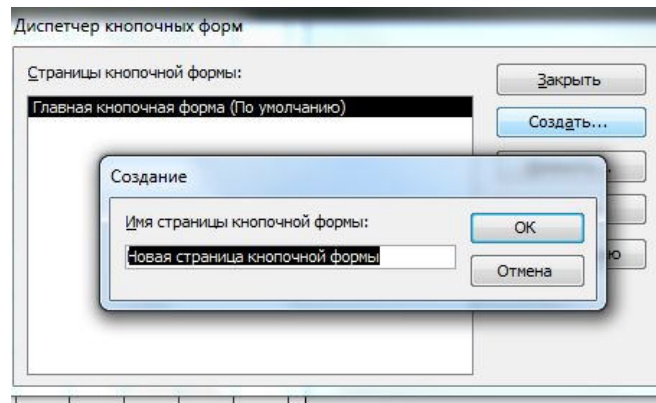 Диспетчер кнопочных форм
Страницы кнопочной формы:
Главная кнопочная форма (По умолчанию)
Закрыть
Создать...
Создание
Имя страницы кнопочной формы:
Новая страница кнопочной формы
ОК
Отмена